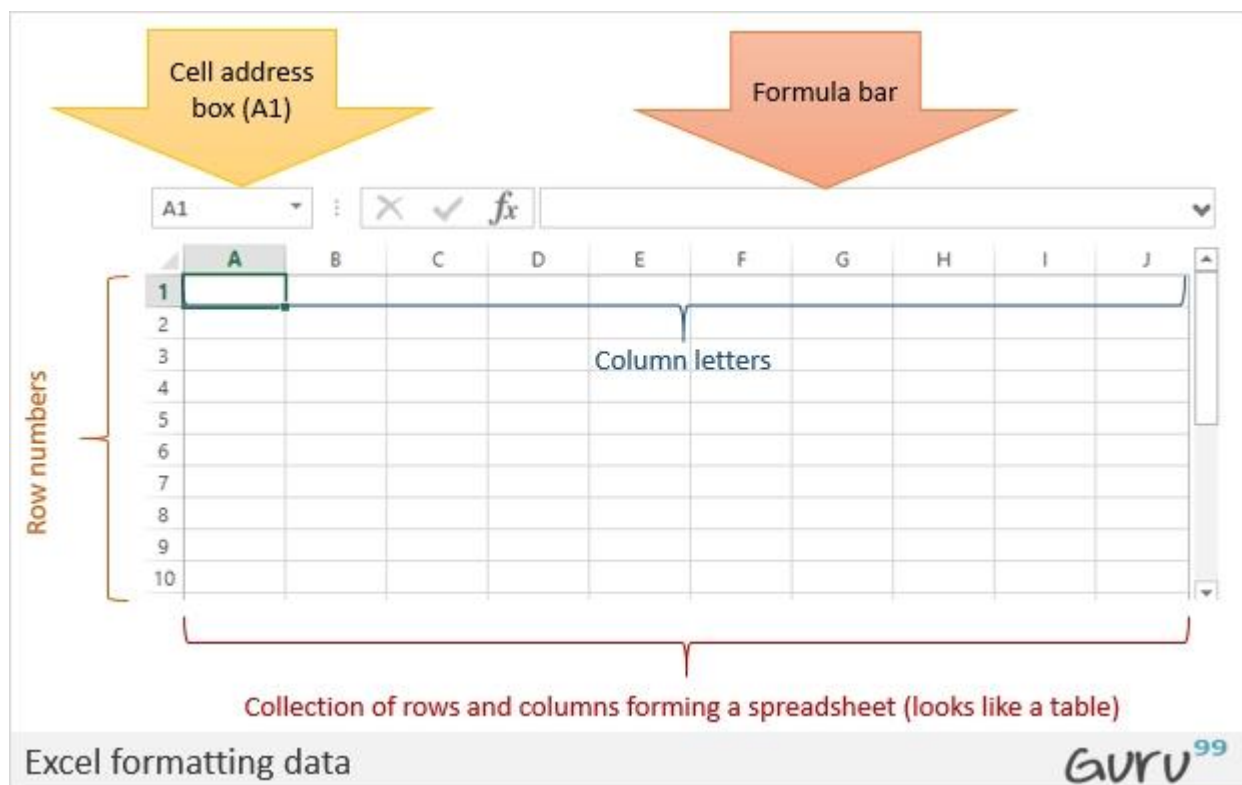 Cell address
box (A1)
Formula bar
A1
fx
A B C D E F G H I J
1
2
3
4
5
6
7
8
9
10
Column letters
Row numbers
Collection of rows and columns forming a spreadsheet (looks like a table)
Excel formatting data
Guru99